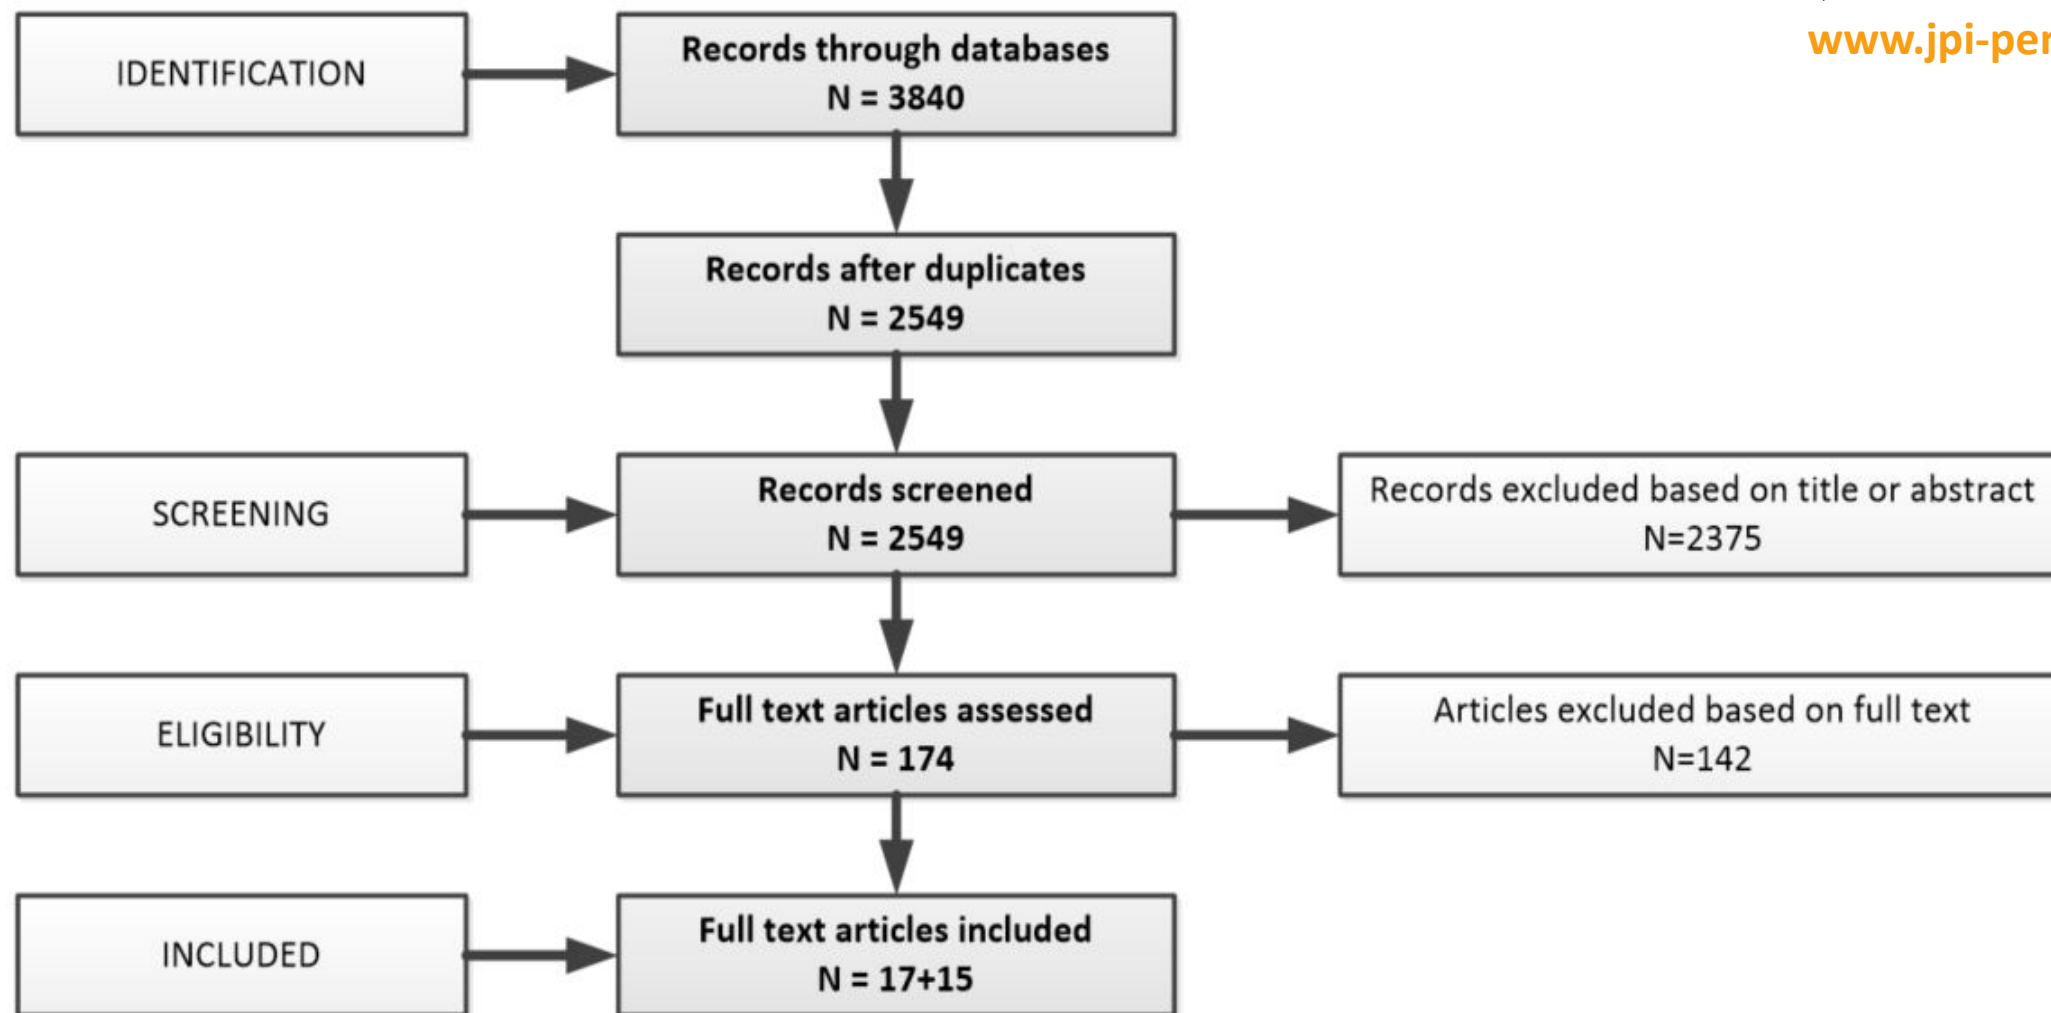 www.jpi-per
IDENTIFICATION
Records through databases
N = 3840
Records after duplicates
N = 2549
SCREENING
Records screened
N = 2549
Records excluded based on title or abstract
N=2375
ELIGIBILITY
Full text articles assessed
N = 174
Articles excluded based on full text
N=142
INCLUDED
Full text articles included
N = 17+15